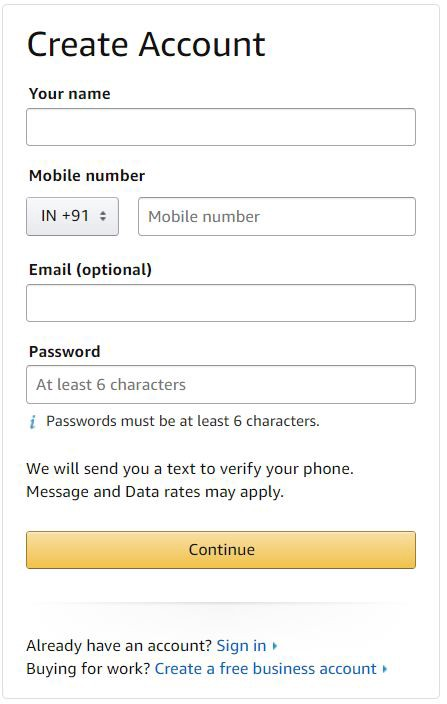 Create Account
Your name
Mobile number
IN +91 Mobile number
Email (optional)
Password
At least 6 characters
i Passwords must be at least 6 characters.
We will send you a text to verify your phone.
Message and Data rates may apply.
Continue
Already have an account? Sign in
Buying for work? Create a free business account